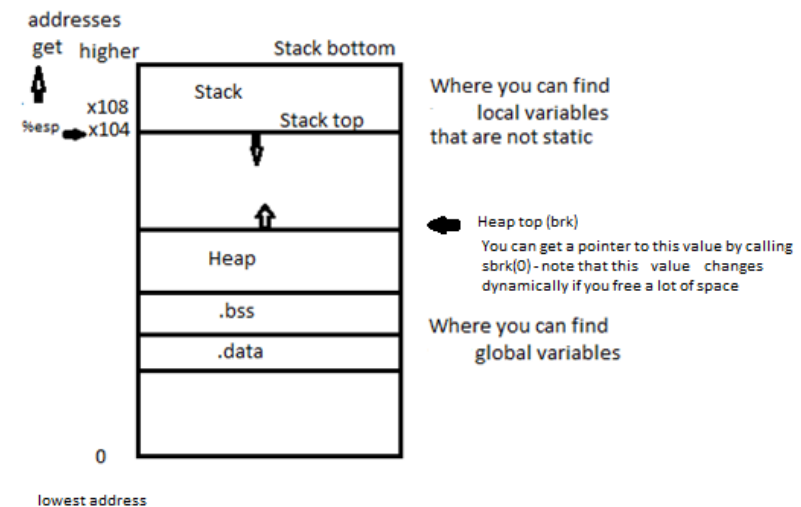 addresses
get higher
Stack bottom
Stack
x108
%esp x104
Stack top
Where you can find
local variables
that are not static
Heap top (brk)
You can get a pointer to this value by calling
sbrk(0) - note that this value changes
dynamically if you free a lot of space
Heap
.bss
.data
Where you can find
global variables
0
lowest address